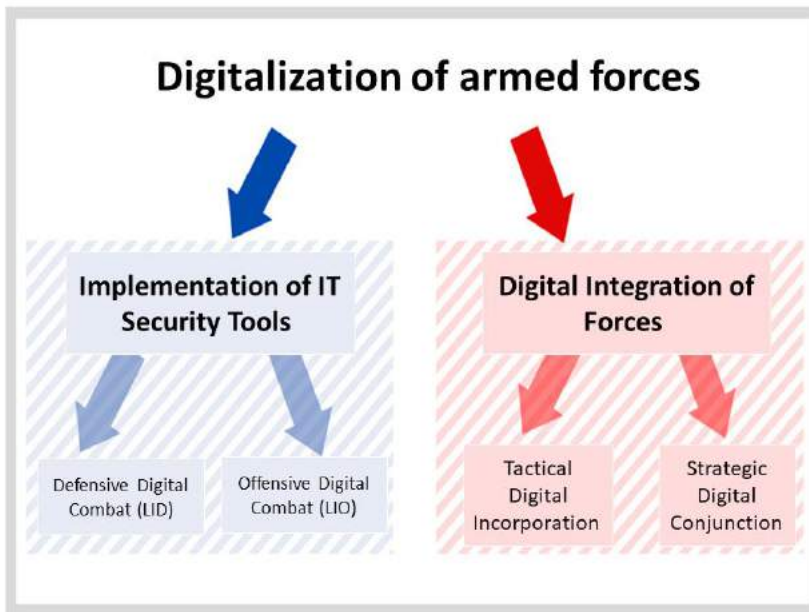 Digitalization of armed forces
Implementation of IT
Security Tools
Digital Integration of
Forces
Defensive Digital
Combat (LID)
Offensive Digital
Combat (LIO)
Tactical
Digital
Incorporation
Strategic
Digital
Conjunction